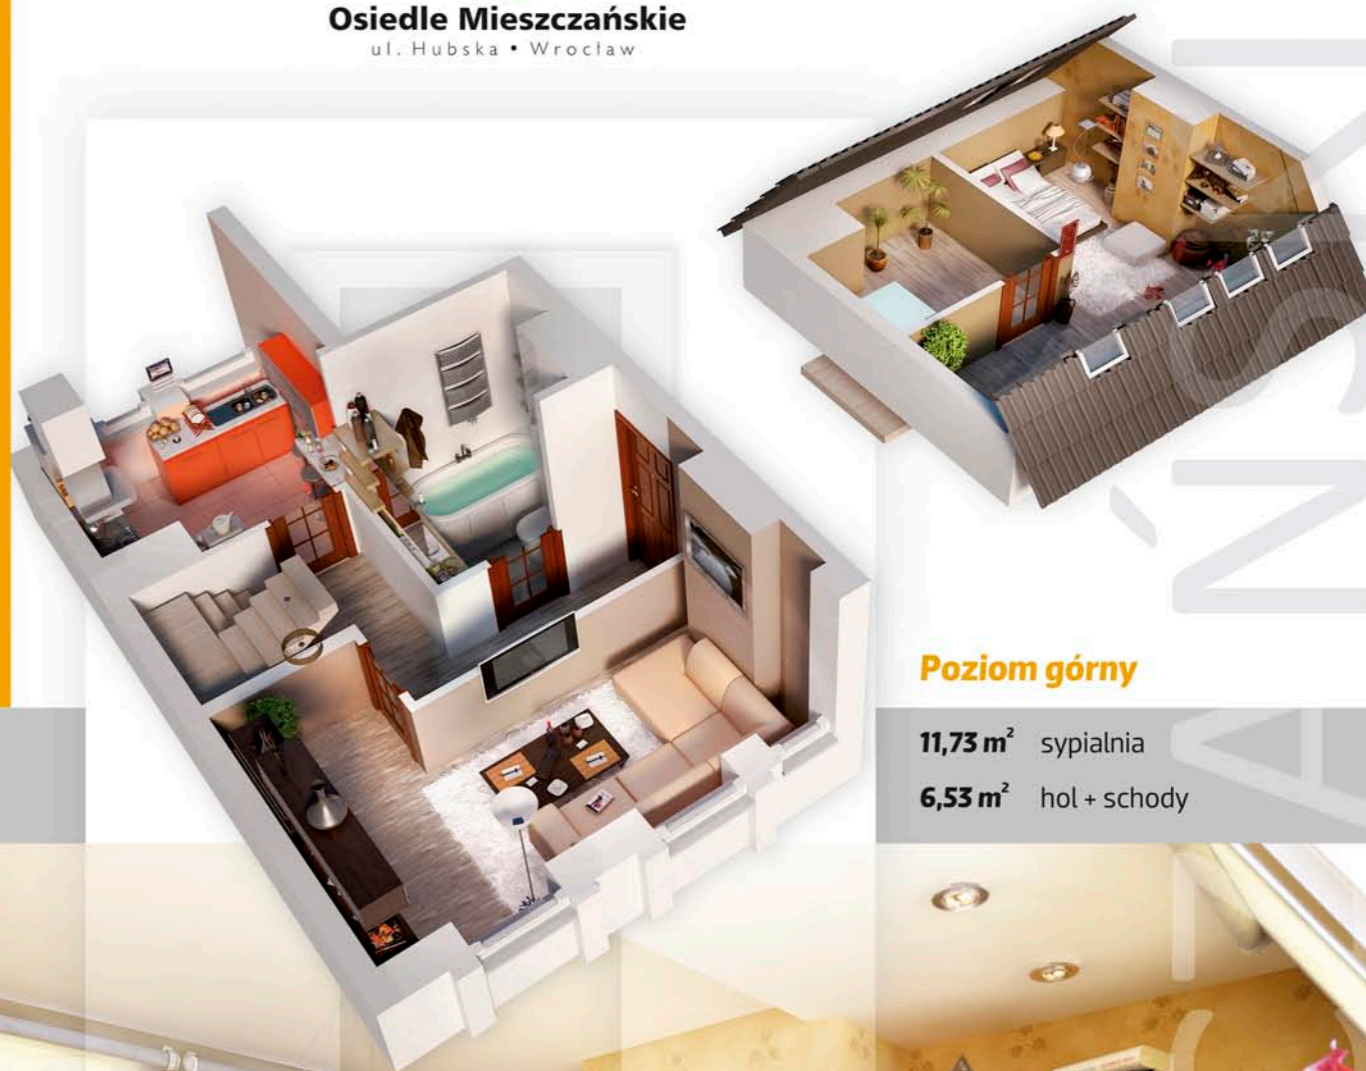 Osiedle Mieszczańskie
ul. Hubska • Wrocław
Poziom górny
11,73 m² sypialnia
6,53 m² hol + schody